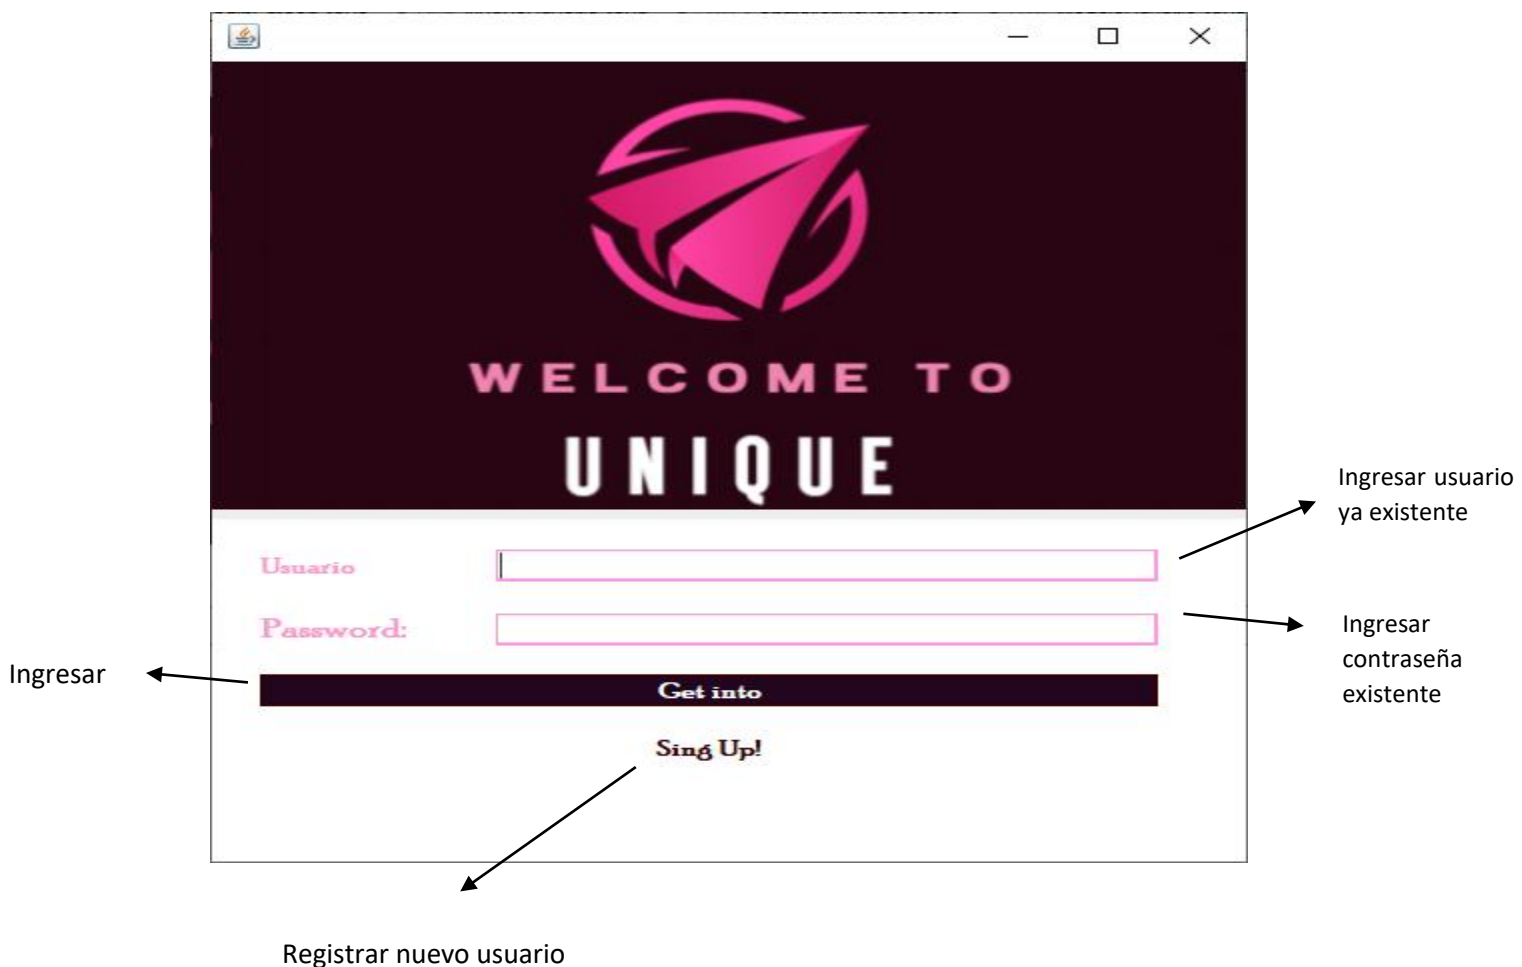 WELCOME TO
UNIQUE
Ingresar usuario
ya existente
Usuario
Password:
Ingresar
contraseña
existente
Ingresar
Get into
Sing Up!
Registrar nuevo usuario